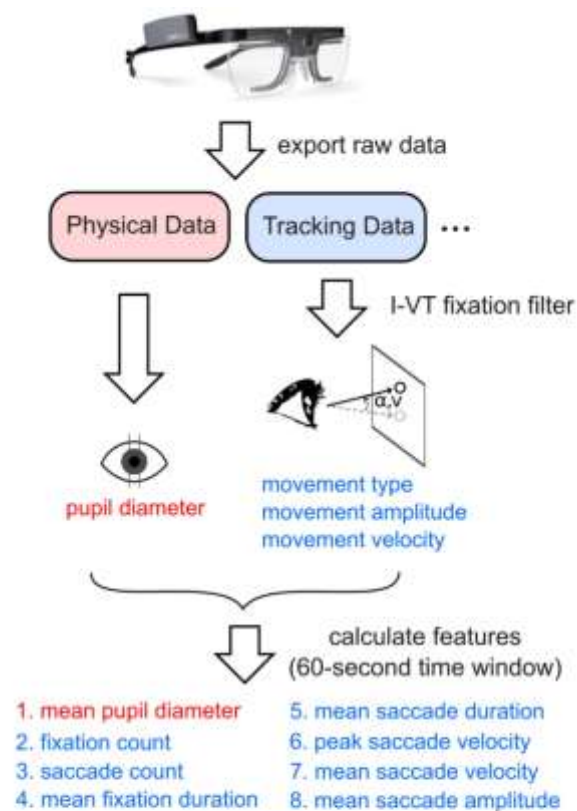 export raw data
Physical Data
Tracking Data ...
I-VT fixation filter
α,v
pupil diameter
movement type
movement amplitude
movement velocity
calculate features
(60-second time window)
1. mean pupil diameter
2. fixation count
3. saccade count
4. mean fixation duration
5. mean saccade duration
6. peak saccade velocity
7. mean saccade velocity
8. mean saccade amplitude